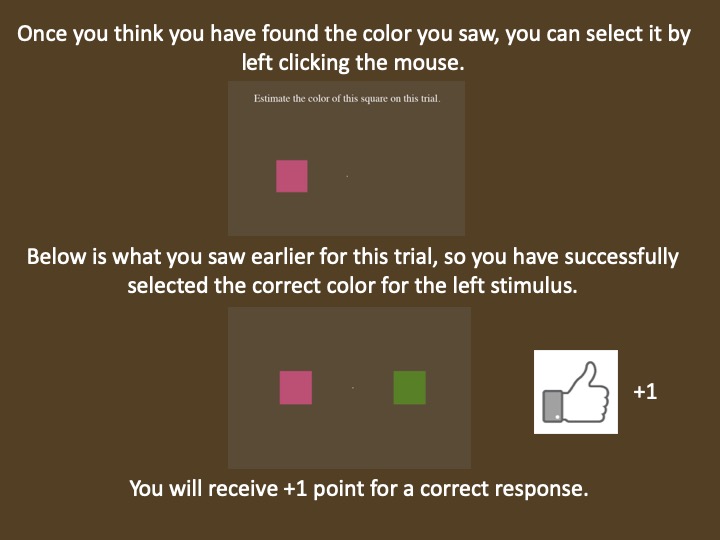 Once you think you have found the color you saw, you can select it by
left clicking the mouse.
Estimate the color of this square on this trial.
Below is what you saw earlier for this trial, so you have successfully
selected the correct color for the left stimulus.
+1
You will receive +1 point for a correct response.